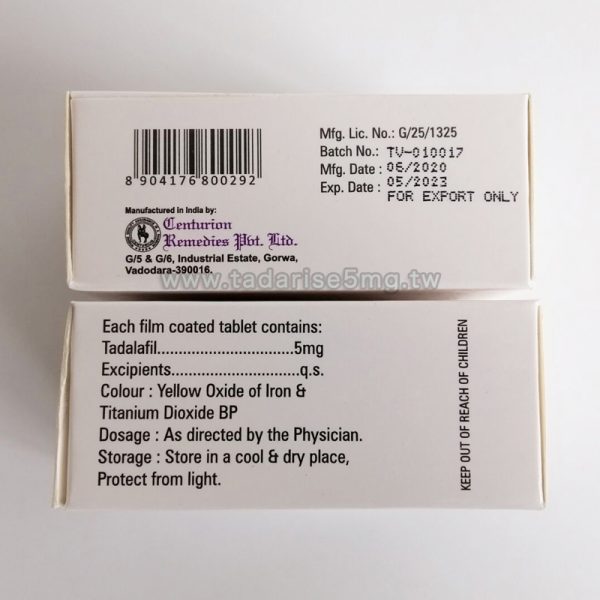 Mfg. Lic. No.: G/25/1325
Batch No.: TV-010017
Mfg. Date : 06/2020
Exp. Date : 05/2023
FOR EXPORT ONLY
8 904176 800292
Manufactured in India by:
Centurion
Remedies Pvt. Ltd.
G/5 & G/6, Industrial Estate, Gorwa,
Vadodara-390016.
www.tadarise5mg.tw
Each film coated tablet contains:
Tadalafil................................5mg
Excipients..............................q.s.
Colour : Yellow Oxide of Iron &
Titanium Dioxide BP
Dosage : As directed by the Physician.
Storage : Store in a cool & dry place,
Protect from light.
KEEP OUT OF REACH OF CHILDREN